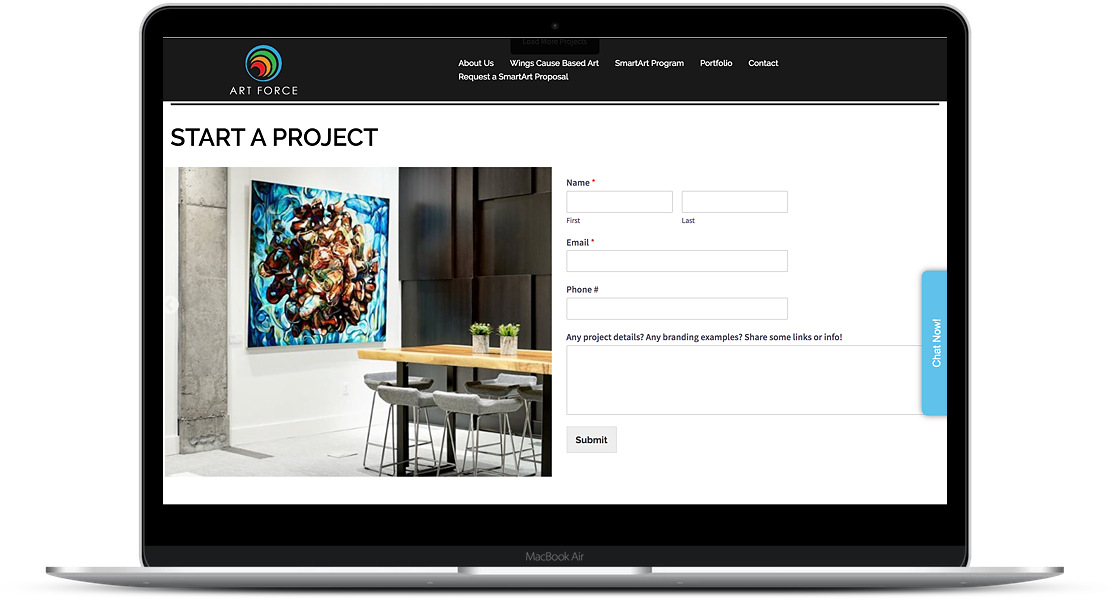 Load More Projects
About Us Wings Cause Based Art SmartArt Program Portfolio Contact
Request a SmartArt Proposal
ART FORCE
START A PROJECT
Name *
First Last
Email *
Phone #
Any project details? Any branding examples? Share some links or info!
Chat Now!
Submit
MacBook Air